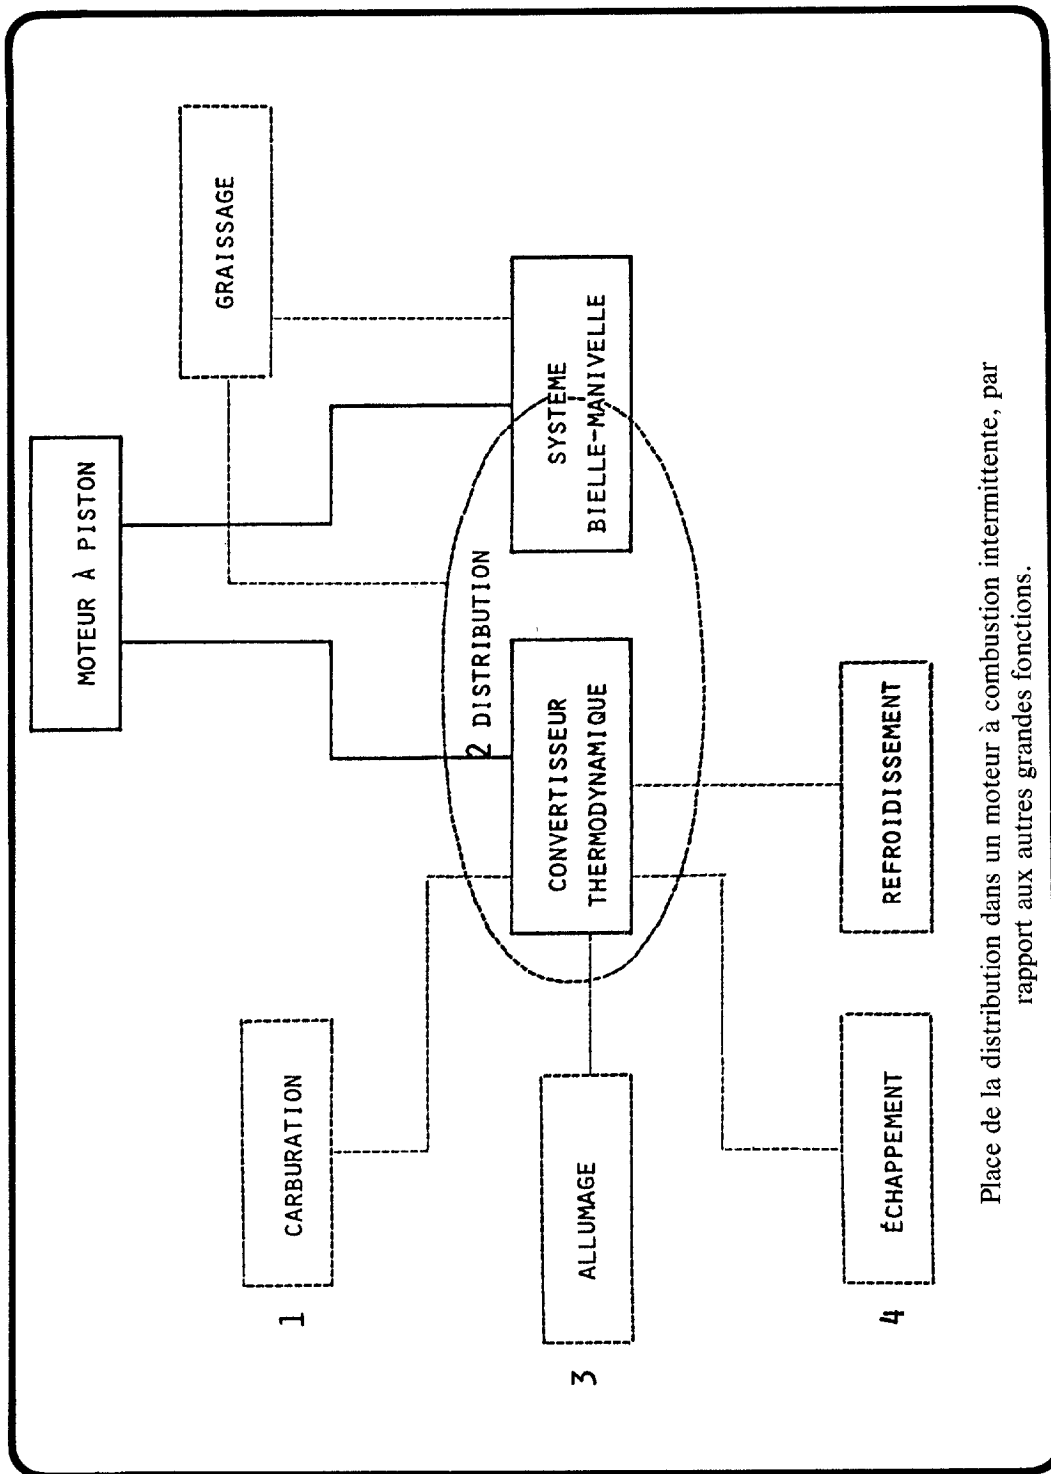 MOTEUR À PISTON
GRAISSAGE
1
CARBURATION
2 DISTRIBUTION
3
ALLUMAGE
CONVERTISSEUR
THERMODYNAMIQUE
SYSTÈME
BIELLE-MANIVELLE
4
ÉCHAPPEMENT
REFROIDISSEMENT
Place de la distribution dans un moteur à combustion intermittente, par
rapport aux autres grandes fonctions.